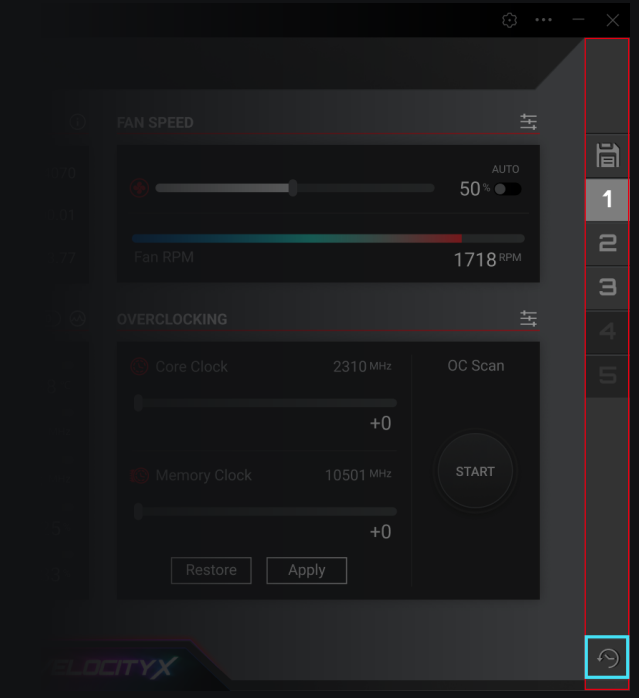 FAN SPEED
AUTO
50 %
Fan RPM
1718 RPM
OVERCLOCKING
Core Clock 2310 MHz
+0
Memory Clock 10501 MHz
+0
Restore Apply
OC Scan
START
1
2
3
4
5